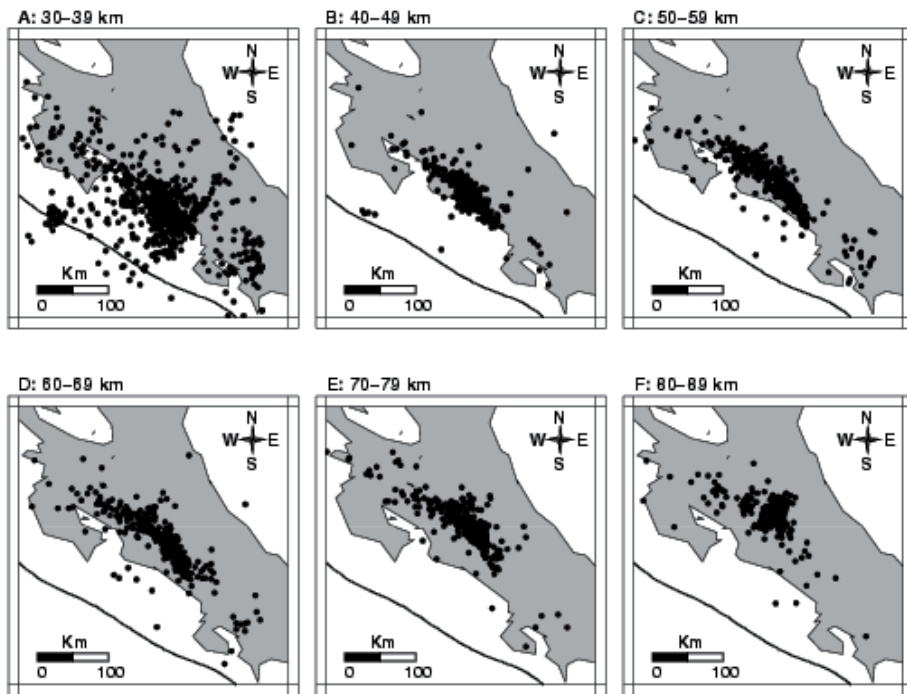 A: 30–39 km
N
W E
S
Km
0 100
B: 40–49 km
N
W E
S
Km
0 100
C: 50–59 km
N
W E
S
Km
0 100
D: 60–69 km
N
W E
S
Km
0 100
E: 70–79 km
N
W E
S
Km
0 100
F: 80–89 km
N
W E
S
Km
0 100